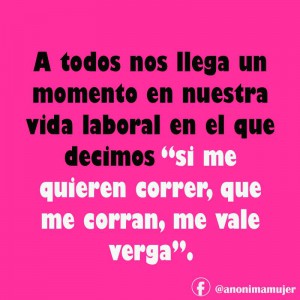 A todos nos llega un
momento en nuestra
vida laboral en el que
decimos “si me
quieren correr, que
me corran, me vale
verga”.
@anonimamujer